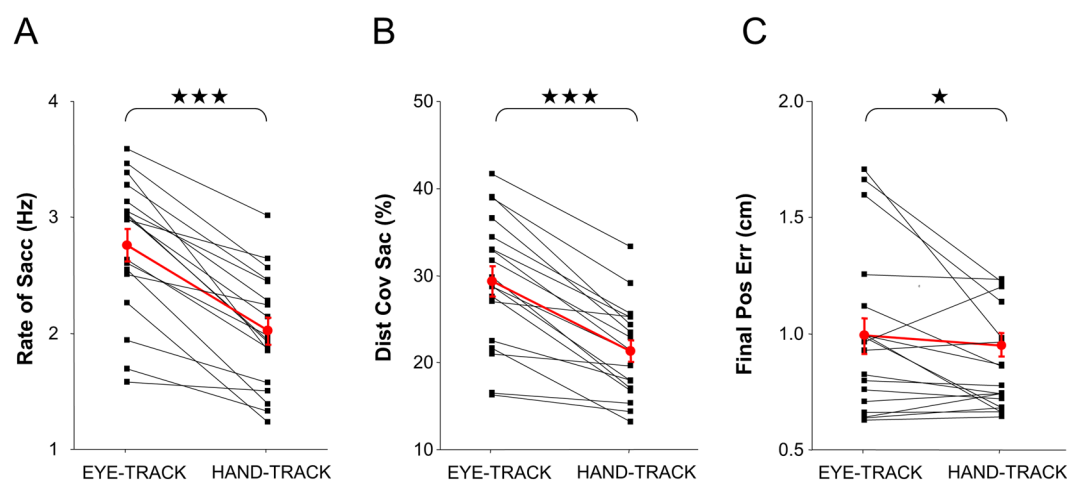 A
B
C
★★★
★★★
★
4
3
2
1
Rate of Sacc (Hz)
EYE-TRACK
HAND-TRACK
50
40
30
20
10
Dist Cov Sac (%)
EYE-TRACK
HAND-TRACK
2.0
1.5
1.0
0.5
Final Pos Err (cm)
EYE-TRACK
HAND-TRACK